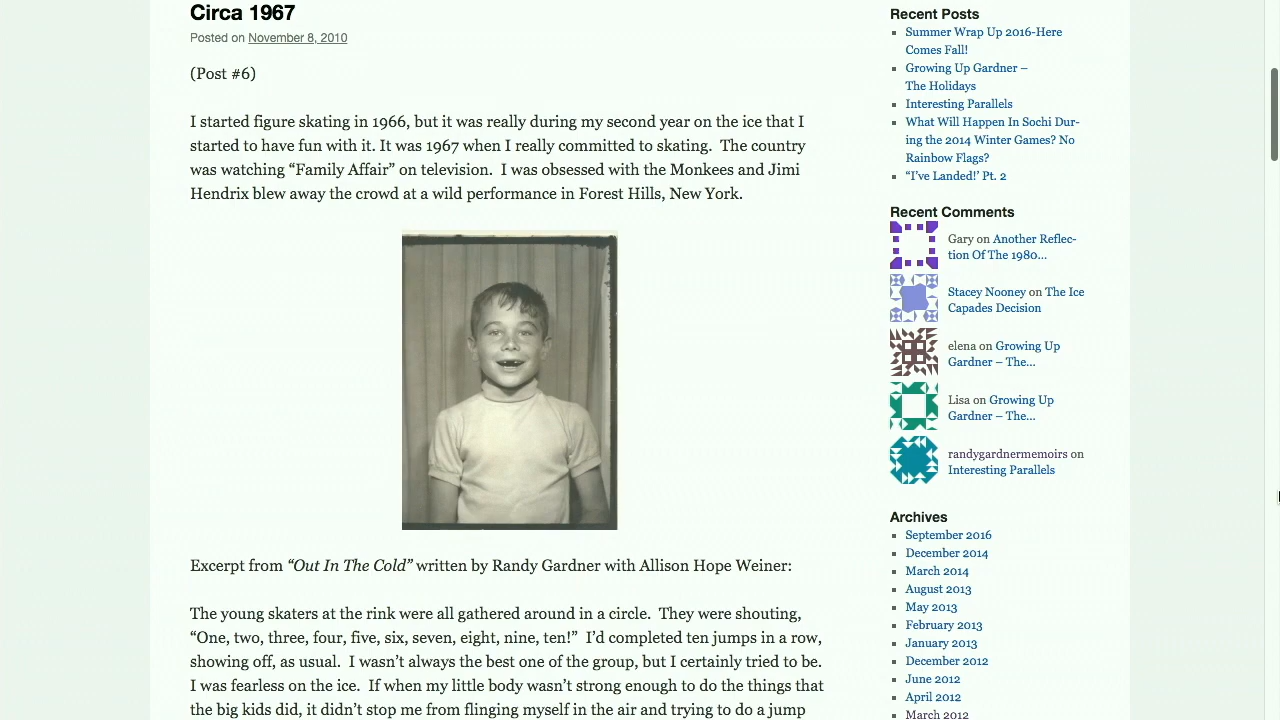 Circa 1967
Posted on November 8, 2010
(Post #6)
I started figure skating in 1966, but it was really during my second year on the ice that I
started to have fun with it. It was 1967 when I really committed to skating.  The country
was watching “Family Affair” on television.  I was obsessed with the Monkees and Jimi
Hendrix blew away the crowd at a wild performance in Forest Hills, New York.
Excerpt from “Out In The Cold” written by Randy Gardner with Allison Hope Weiner:
The young skaters at the rink were all gathered around in a circle.  They were shouting,
“One, two, three, four, five, six, seven, eight, nine, ten!”  I’d completed ten jumps in a row,
showing off, as usual.  I wasn’t always the best one of the group, but I certainly tried to be.
I was fearless on the ice.  If when my little body wasn’t strong enough to do the things that
the big kids did, it didn’t stop me from flinging myself in the air and trying to do a jump
Recent Posts
Summer Wrap Up 2016-Here
Comes Fall!
Growing Up Gardner –
The Holidays
Interesting Parallels
What Will Happen In Sochi Dur-
ing the 2014 Winter Games? No
Rainbow Flags?
“I’ve Landed!’ Pt. 2
Recent Comments
Gary on Another Reflec-
tion Of The 1980…
Stacey Nooney on The Ice
Capades Decision
elena on Growing Up
Gardner – The…
Lisa on Growing Up
Gardner – The…
randygardnermemoirs on
Interesting Parallels
Archives
September 2016
December 2014
March 2014
August 2013
May 2013
February 2013
January 2013
December 2012
June 2012
April 2012
March 2012